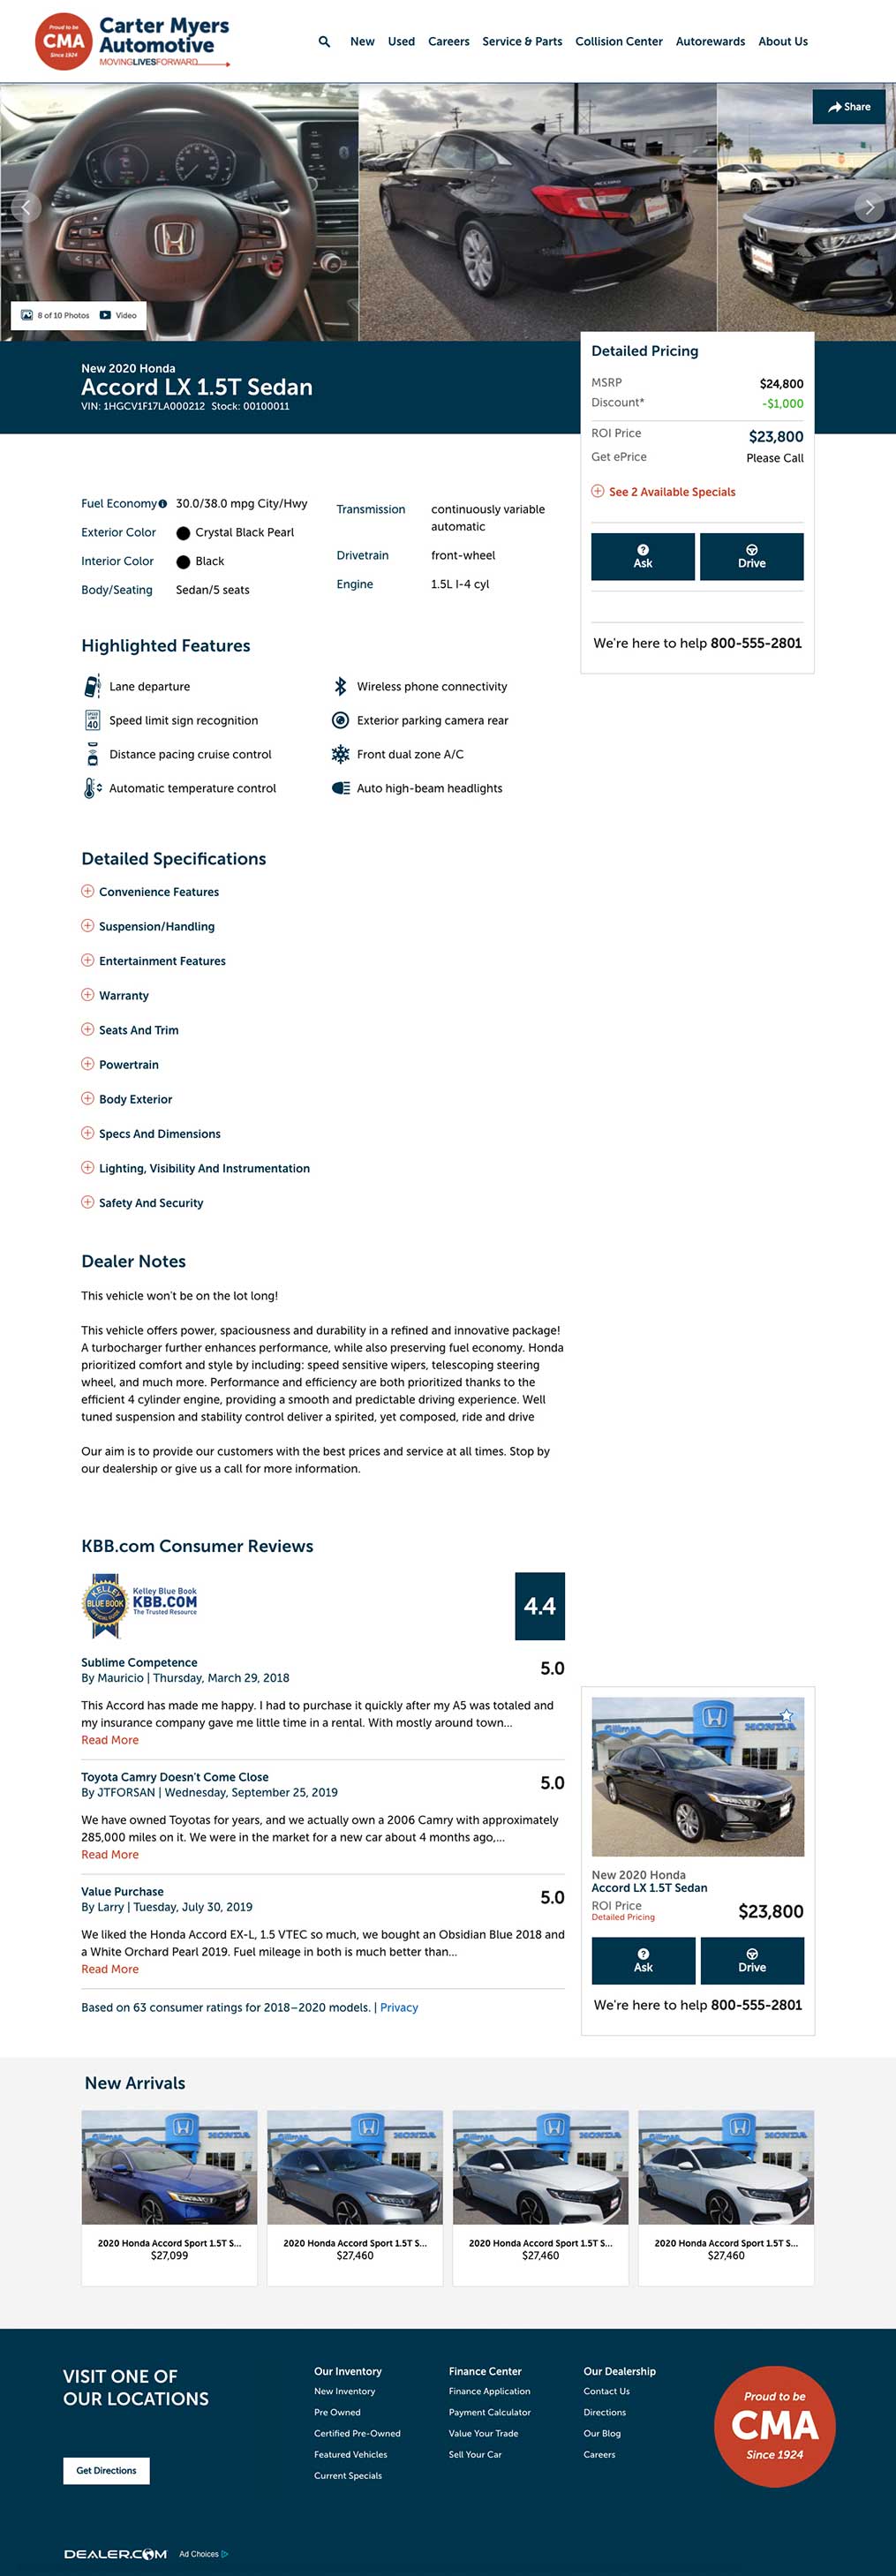 Proud to be
CMA
Since 1924
Carter Myers
Automotive
MOVINGLIVESFORWARD
New Used Careers Service & Parts Collision Center Autorewards About Us
Share
ACCORD
8 of 10 Photos Video
New 2020 Honda
Accord LX 1.5T Sedan
VIN: 1HGCV1F17LA000212 Stock: 00100011
Detailed Pricing
MSRP $24,800
Discount* -$1,000
ROI Price $23,800
Get ePrice Please Call
See 2 Available Specials
Ask Drive
We're here to help 800-555-2801
Fuel Economy 30.0/38.0 mpg City/Hwy
Exterior Color Crystal Black Pearl
Interior Color Black
Body/Seating Sedan/5 seats
Transmission continuously variable
automatic
Drivetrain front-wheel
Engine 1.5L I-4 cyl
Highlighted Features
Lane departure Wireless phone connectivity
SPEED LIMIT 40 Speed limit sign recognition Exterior parking camera rear
Distance pacing cruise control Front dual zone A/C
Automatic temperature control Auto high-beam headlights
Detailed Specifications
Convenience Features
Suspension/Handling
Entertainment Features
Warranty
Seats And Trim
Powertrain
Body Exterior
Specs And Dimensions
Lighting, Visibility And Instrumentation
Safety And Security
Dealer Notes
This vehicle won't be on the lot long!
This vehicle offers power, spaciousness and durability in a refined and innovative package!
A turbocharger further enhances performance, while also preserving fuel economy. Honda
prioritized comfort and style by including: speed sensitive wipers, telescoping steering
wheel, and much more. Performance and efficiency are both prioritized thanks to the
efficient 4 cylinder engine, providing a smooth and predictable driving experience. Well
tuned suspension and stability control deliver a spirited, yet composed, ride and drive
Our aim is to provide our customers with the best prices and service at all times. Stop by
our dealership or give us a call for more information.
KBB.com Consumer Reviews
KELLEY
BLUE BOOK
OFFICIAL GUIDE
Kelley Blue Book
KBB.COM
The Trusted Resource
4.4
Sublime Competence 5.0
By Mauricio | Thursday, March 29, 2018
This Accord has made me happy. I had to purchase it quickly after my A5 was totaled and
my insurance company gave me little time in a rental. With mostly around town...
Read More
Toyota Camry Doesn't Come Close 5.0
By JTFORSAN | Wednesday, September 25, 2019
We have owned Toyotas for years, and we actually own a 2006 Camry with approximately
285,000 miles on it. We were in the market for a new car about 4 months ago,...
Read More
Value Purchase 5.0
By Larry | Tuesday, July 30, 2019
We liked the Honda Accord EX-L, 1.5 VTEC so much, we bought an Obsidian Blue 2018 and
a White Orchard Pearl 2019. Fuel mileage in both is much better than...
Read More
Based on 63 consumer ratings for 2018–2020 models. | Privacy
Gillman HONDA
New 2020 Honda
Accord LX 1.5T Sedan
ROI Price
Detailed Pricing $23,800
Ask Drive
We're here to help 800-555-2801
New Arrivals
Gillman HONDA Gillman HONDA Gillman HONDA Gillman HONDA
2020 Honda Accord Sport 1.5T S... 2020 Honda Accord Sport 1.5T S... 2020 Honda Accord Sport 1.5T S... 2020 Honda Accord Sport 1.5T S...
$27,099 $27,460 $27,460 $27,460
VISIT ONE OF
OUR LOCATIONS
Get Directions
Our Inventory
New Inventory
Pre Owned
Certified Pre-Owned
Featured Vehicles
Current Specials
Finance Center
Finance Application
Payment Calculator
Value Your Trade
Sell Your Car
Our Dealership
Contact Us
Directions
Our Blog
Careers
Proud to be
CMA
Since 1924
DEALER.COM Ad Choices